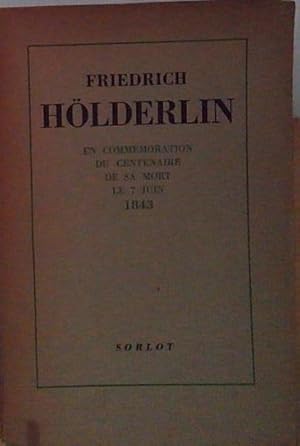 FRIEDRICH
HÖLDERLIN
EN COMMEMORATION
DU CENTENAIRE
DE SA MORT
LE 7 JUIN
1843
SORLOT